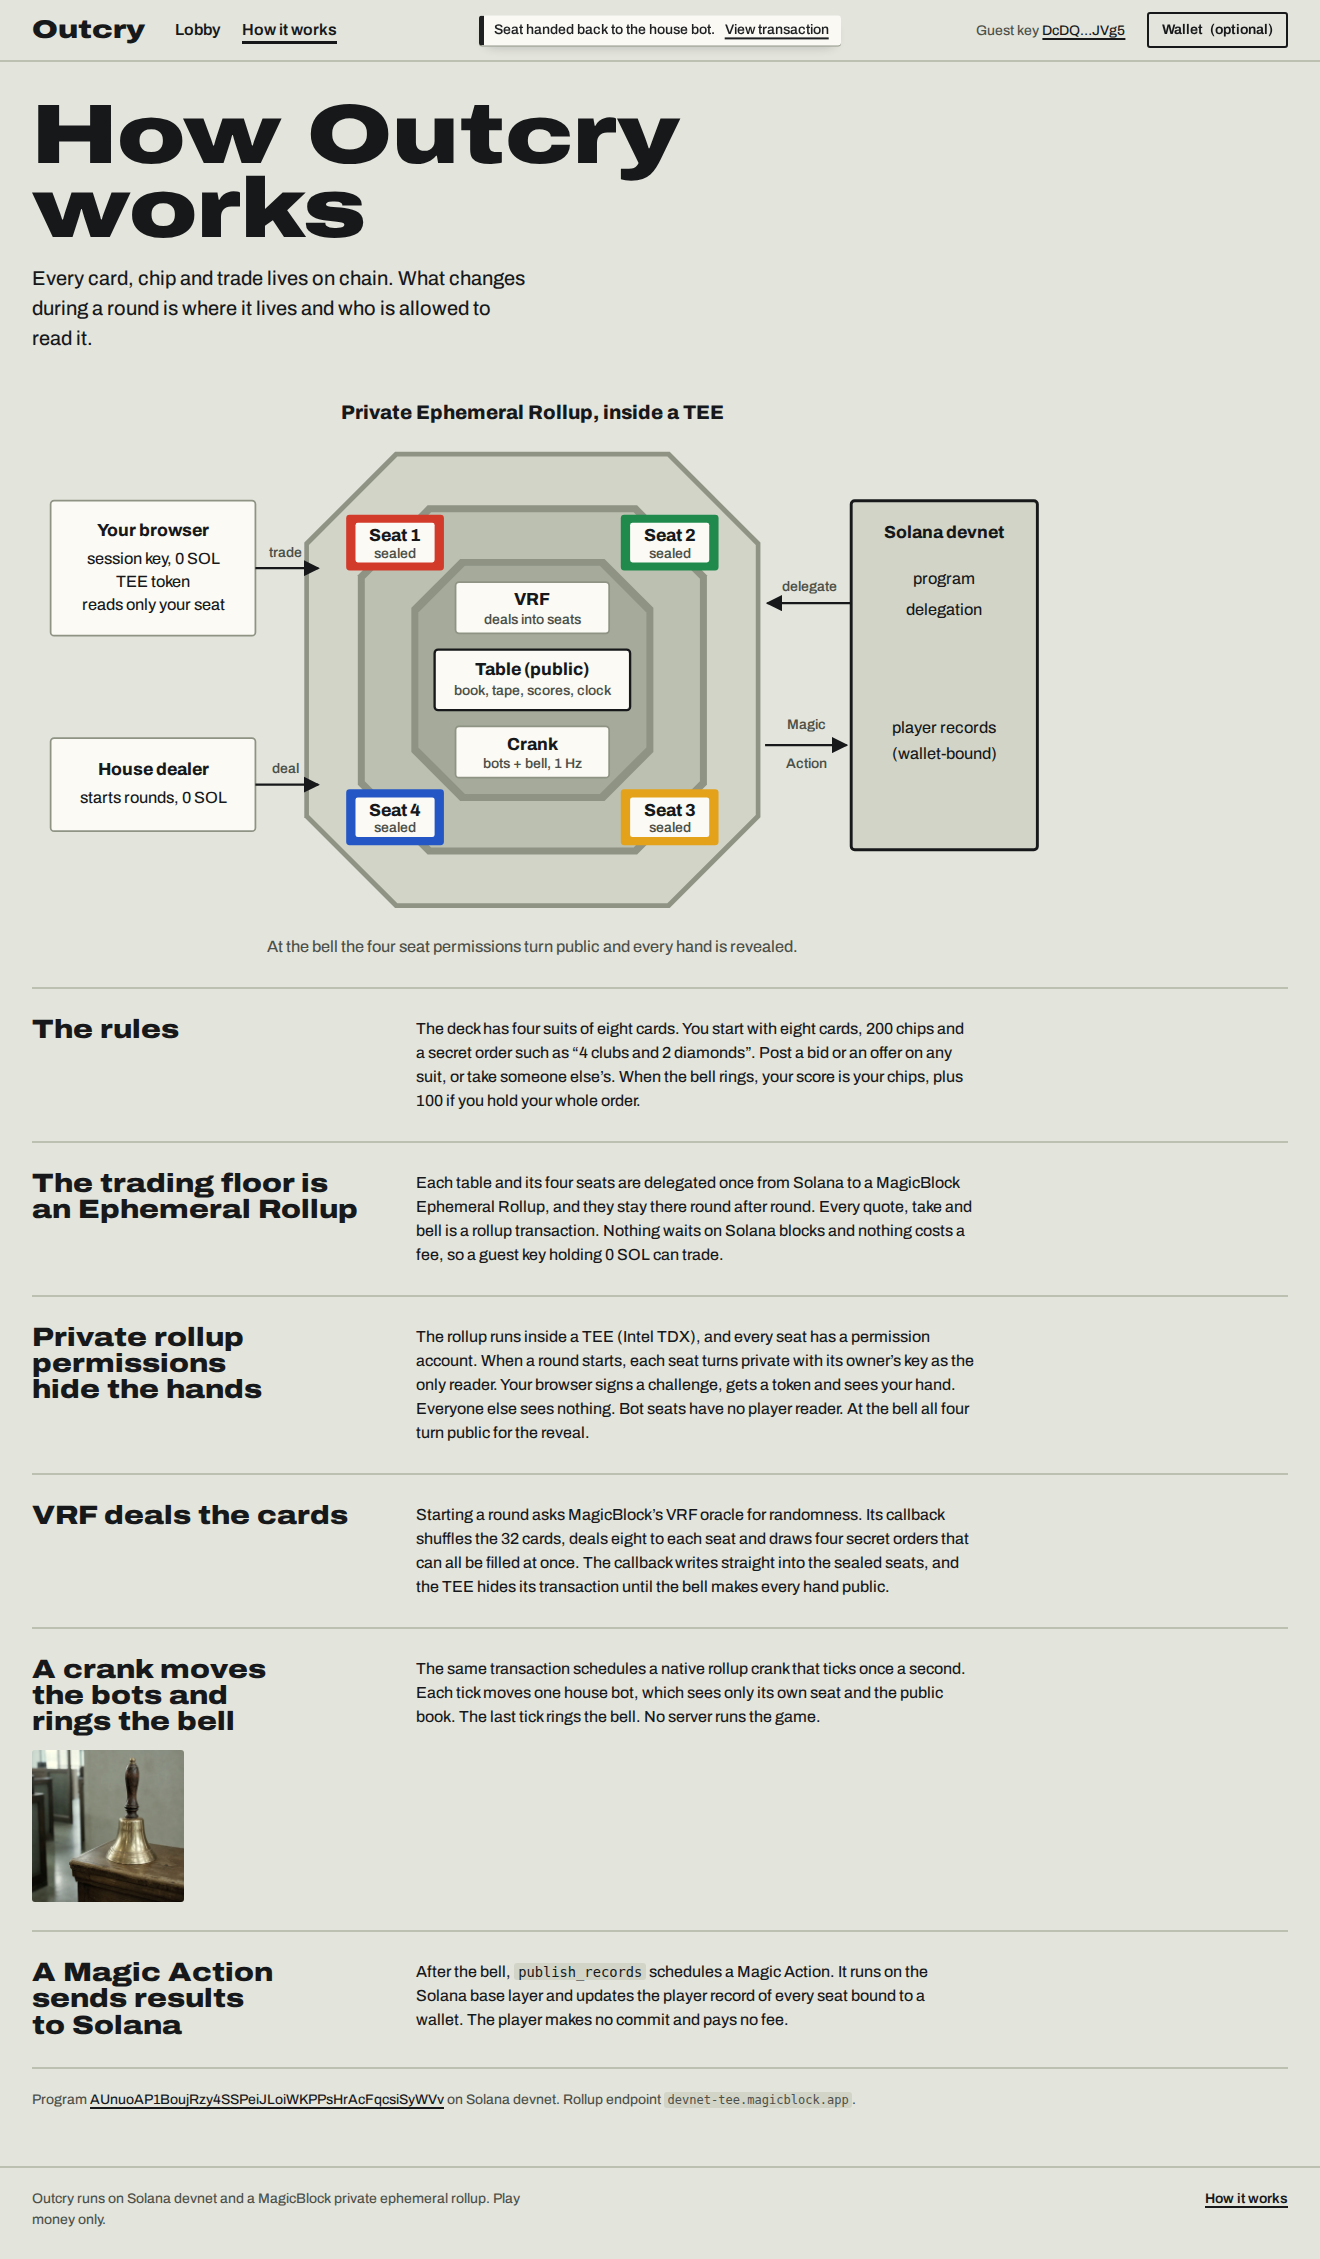 Outcry
Lobby
How it works
Seat handed back to the house bot. View transaction
Guest key DcDQ…JVg5
Wallet (optional)
How Outcry
works
Every card, chip and trade lives on chain. What changes
during a round is where it lives and who is allowed to
read it.
Private Ephemeral Rollup, inside a TEE
Your browser
session key, 0 SOL
TEE token
reads only your seat
trade
House dealer
starts rounds, 0 SOL
deal
Seat 1
sealed
Seat 2
sealed
VRF
deals into seats
Table (public)
book, tape, scores, clock
Crank
bots + bell, 1 Hz
Seat 4
sealed
Seat 3
sealed
delegate
Magic
Action
Solana devnet
program
delegation
player records
(wallet-bound)
At the bell the four seat permissions turn public and every hand is revealed.
The rules
The deck has four suits of eight cards. You start with eight cards, 200 chips and
a secret order such as “4 clubs and 2 diamonds”. Post a bid or an offer on any
suit, or take someone else’s. When the bell rings, your score is your chips, plus
100 if you hold your whole order.
The trading floor is
an Ephemeral Rollup
Each table and its four seats are delegated once from Solana to a MagicBlock
Ephemeral Rollup, and they stay there round after round. Every quote, take and
bell is a rollup transaction. Nothing waits on Solana blocks and nothing costs a
fee, so a guest key holding 0 SOL can trade.
Private rollup
permissions
hide the hands
The rollup runs inside a TEE (Intel TDX), and every seat has a permission
account. When a round starts, each seat turns private with its owner’s key as the
only reader. Your browser signs a challenge, gets a token and sees your hand.
Everyone else sees nothing. Bot seats have no player reader. At the bell all four
turn public for the reveal.
VRF deals the cards
Starting a round asks MagicBlock’s VRF oracle for randomness. Its callback
shuffles the 32 cards, deals eight to each seat and draws four secret orders that
can all be filled at once. The callback writes straight into the sealed seats, and
the TEE hides its transaction until the bell makes every hand public.
A crank moves
the bots and
rings the bell
The same transaction schedules a native rollup crank that ticks once a second.
Each tick moves one house bot, which sees only its own seat and the public
book. The last tick rings the bell. No server runs the game.
A Magic Action
sends results
to Solana
After the bell, publish_records schedules a Magic Action. It runs on the
Solana base layer and updates the player record of every seat bound to a
wallet. The player makes no commit and pays no fee.
Program AUnuoAP1BoujRzy4SSPeiJLoiWKPPsHrAcFqcsiSyWVv on Solana devnet. Rollup endpoint devnet-tee.magicblock.app.
Outcry runs on Solana devnet and a MagicBlock private ephemeral rollup. Play
money only.
How it works